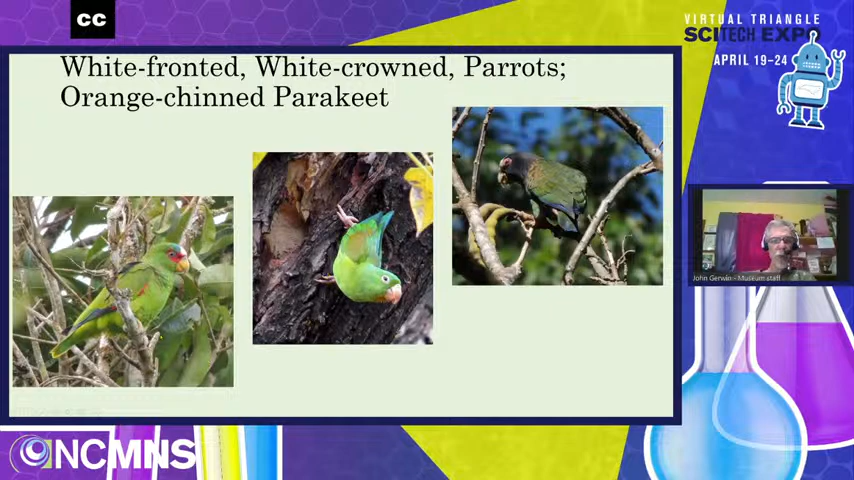 CC
VIRTUAL TRIANGLE
SCITECH EXPO
APRIL 19-24
White-fronted, White-crowned, Parrots;
Orange-chinned Parakeet
John Gerwin - Museum staff
NCMNS